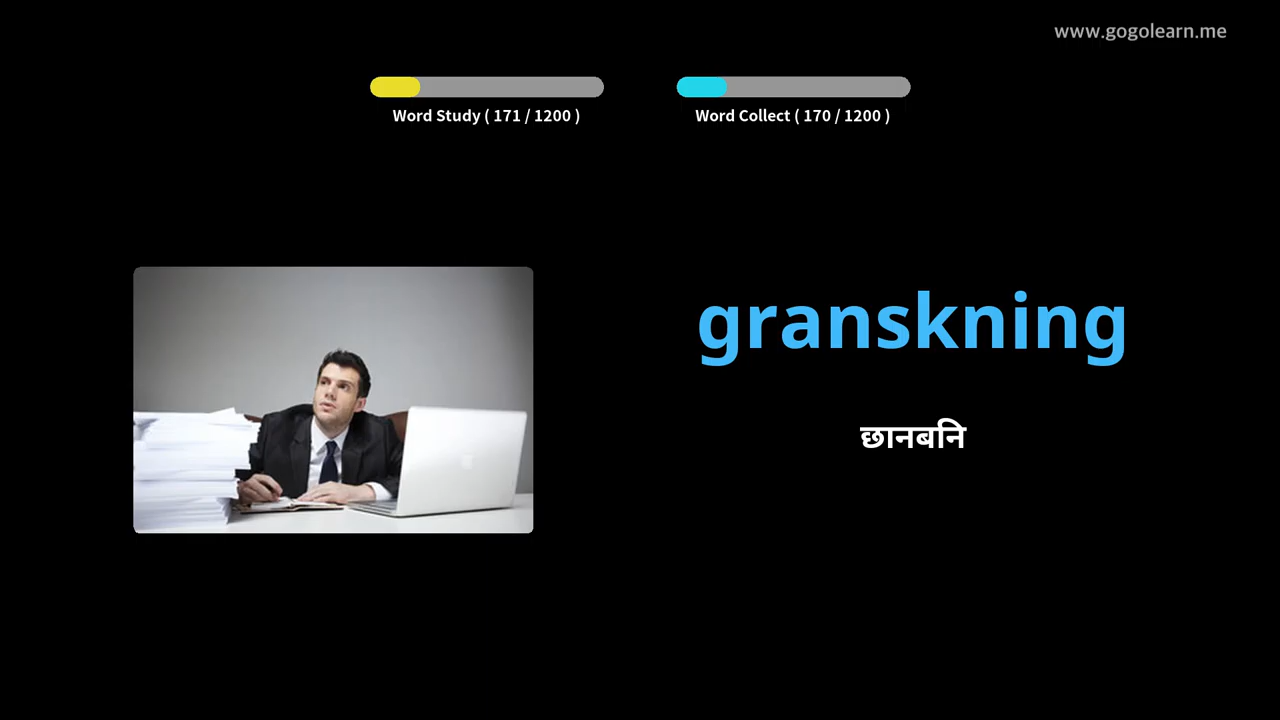 www.gogolearn.me
Word Study ( 171 / 1200 )
Word Collect ( 170 / 1200 )
granskning
छानबनि